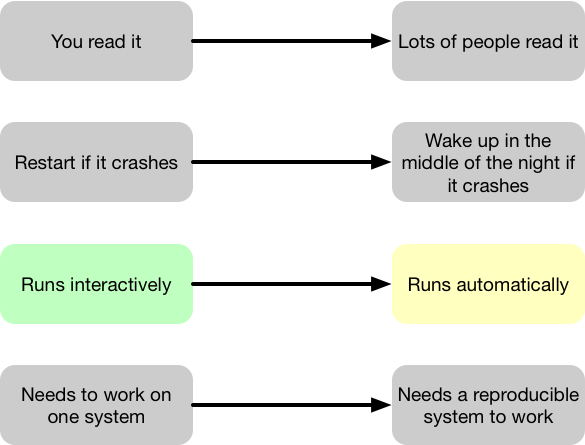 You read it
Lots of people read it
Restart if it crashes
Wake up in the
middle of the night if
it crashes
Runs interactively
Runs automatically
Needs to work on
one system
Needs a reproducible
system to work